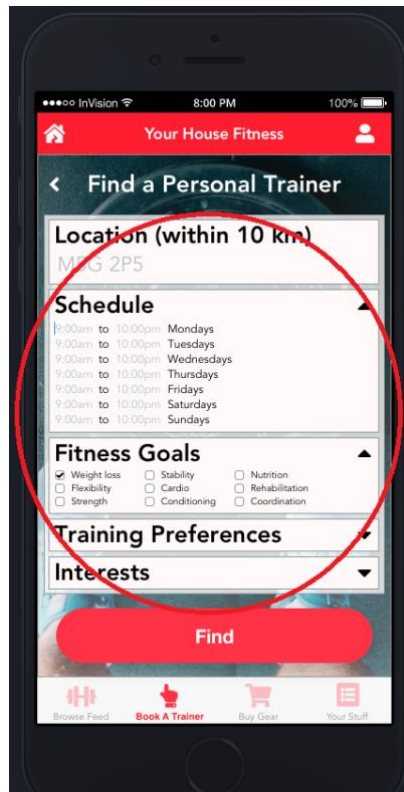 InVision 8:00 PM 100%
Your House Fitness
Find a Personal Trainer
Location (within 10 km)
M5G 2P5
Schedule
9:00am to 10:00pm Mondays
9:00am to 10:00pm Tuesdays
9:00am to 10:00pm Wednesdays
9:00am to 10:00pm Thursdays
9:00am to 10:00pm Fridays
9:00am to 10:00pm Saturdays
9:00am to 10:00pm Sundays
Fitness Goals
Weight loss Stability Nutrition
Flexibility Cardio Rehabilitation
Strength Conditioning Coordination
Training Preferences
Interests
Find
Browse Feed Book A Trainer Buy Gear Your Stuff